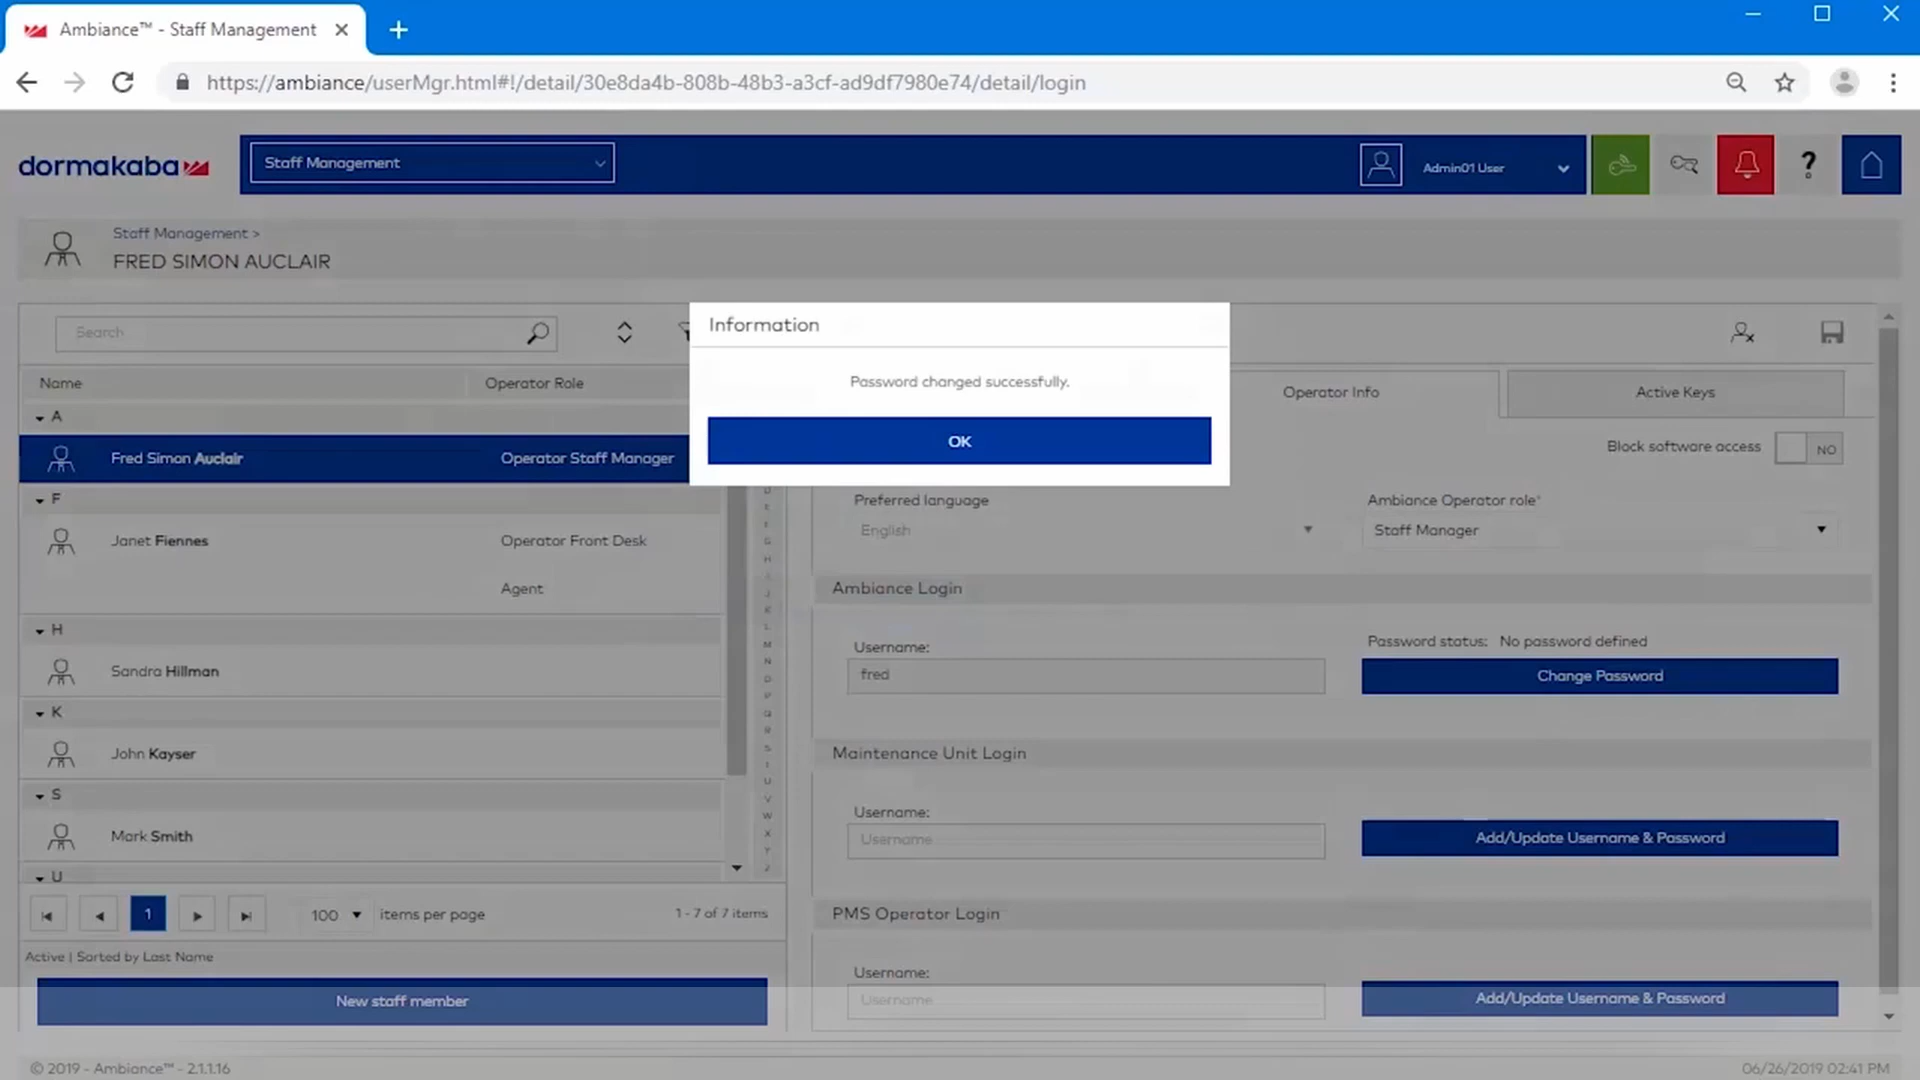 Ambiance™ - Staff Management
https://ambiance/userMgr.html#!/detail/30e8da4b-808b-48b3-a3cf-ad9df7980e74/detail/login
dormakaba
Staff Management
Admin01 User
?
Staff Management >
FRED SIMON AUCLAIR
Search
Name
Operator Role
A
Fred Simon Auclair
Operator Staff Manager
F
Janet Fiennes
Operator Front Desk
Agent
H
Sandra Hillman
K
John Kayser
S
Mark Smith
U
1
100
items per page
1 - 7 of 7 items
Active | Sorted by Last Name
New staff member
Information
Password changed successfully.
OK
Operator Info
Active Keys
Block software access
NO
Preferred language
English
Ambiance Operator role*
Staff Manager
Ambiance Login
Username:
fred
Password status: No password defined
Change Password
Maintenance Unit Login
Username:
Username
Add/Update Username & Password
PMS Operator Login
Username:
Username
Add/Update Username & Password
© 2019 - Ambiance™ - 2.1.1.16
06/26/2019 02:41 PM